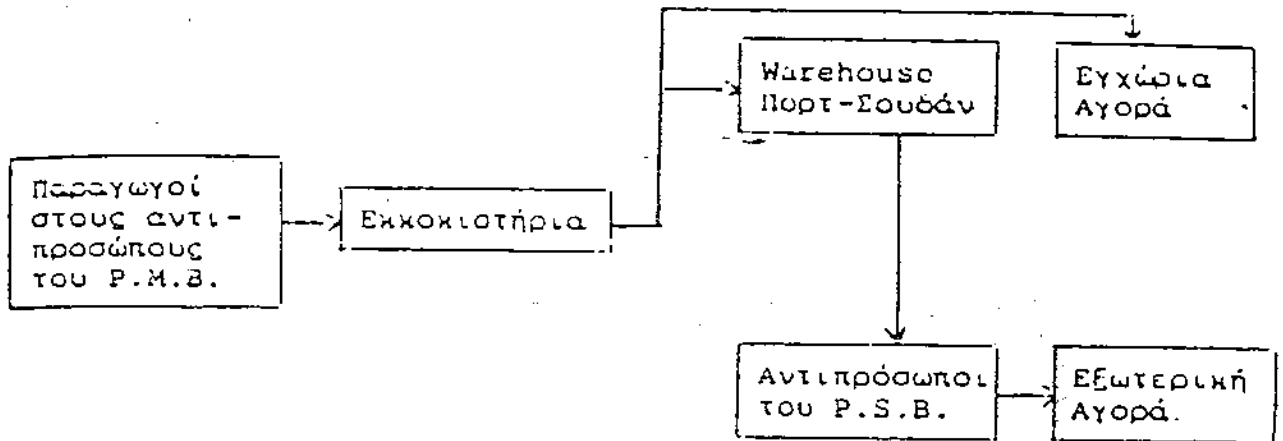 Warehouse
Πορτ-Σουδάν
Εγχώρια
Αγορά
Παραγωγοί
στους αντι-
προσώπους
του P.M.B.
Εκκοκιστήρια
Αντιπρόσωποι
του P.S.B.
Εξωτερική
Αγορά.